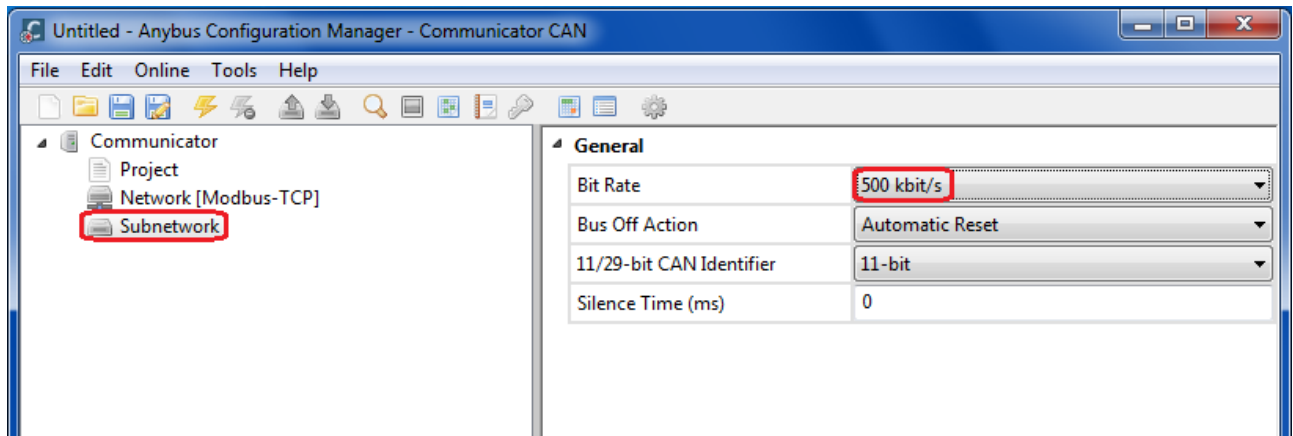 Untitled - Anybus Configuration Manager - Communicator CAN
File Edit Online Tools Help
Communicator
Project
Network [Modbus-TCP]
Subnetwork
General
Bit Rate 500 kbit/s
Bus Off Action Automatic Reset
11/29-bit CAN Identifier 11-bit
Silence Time (ms) 0